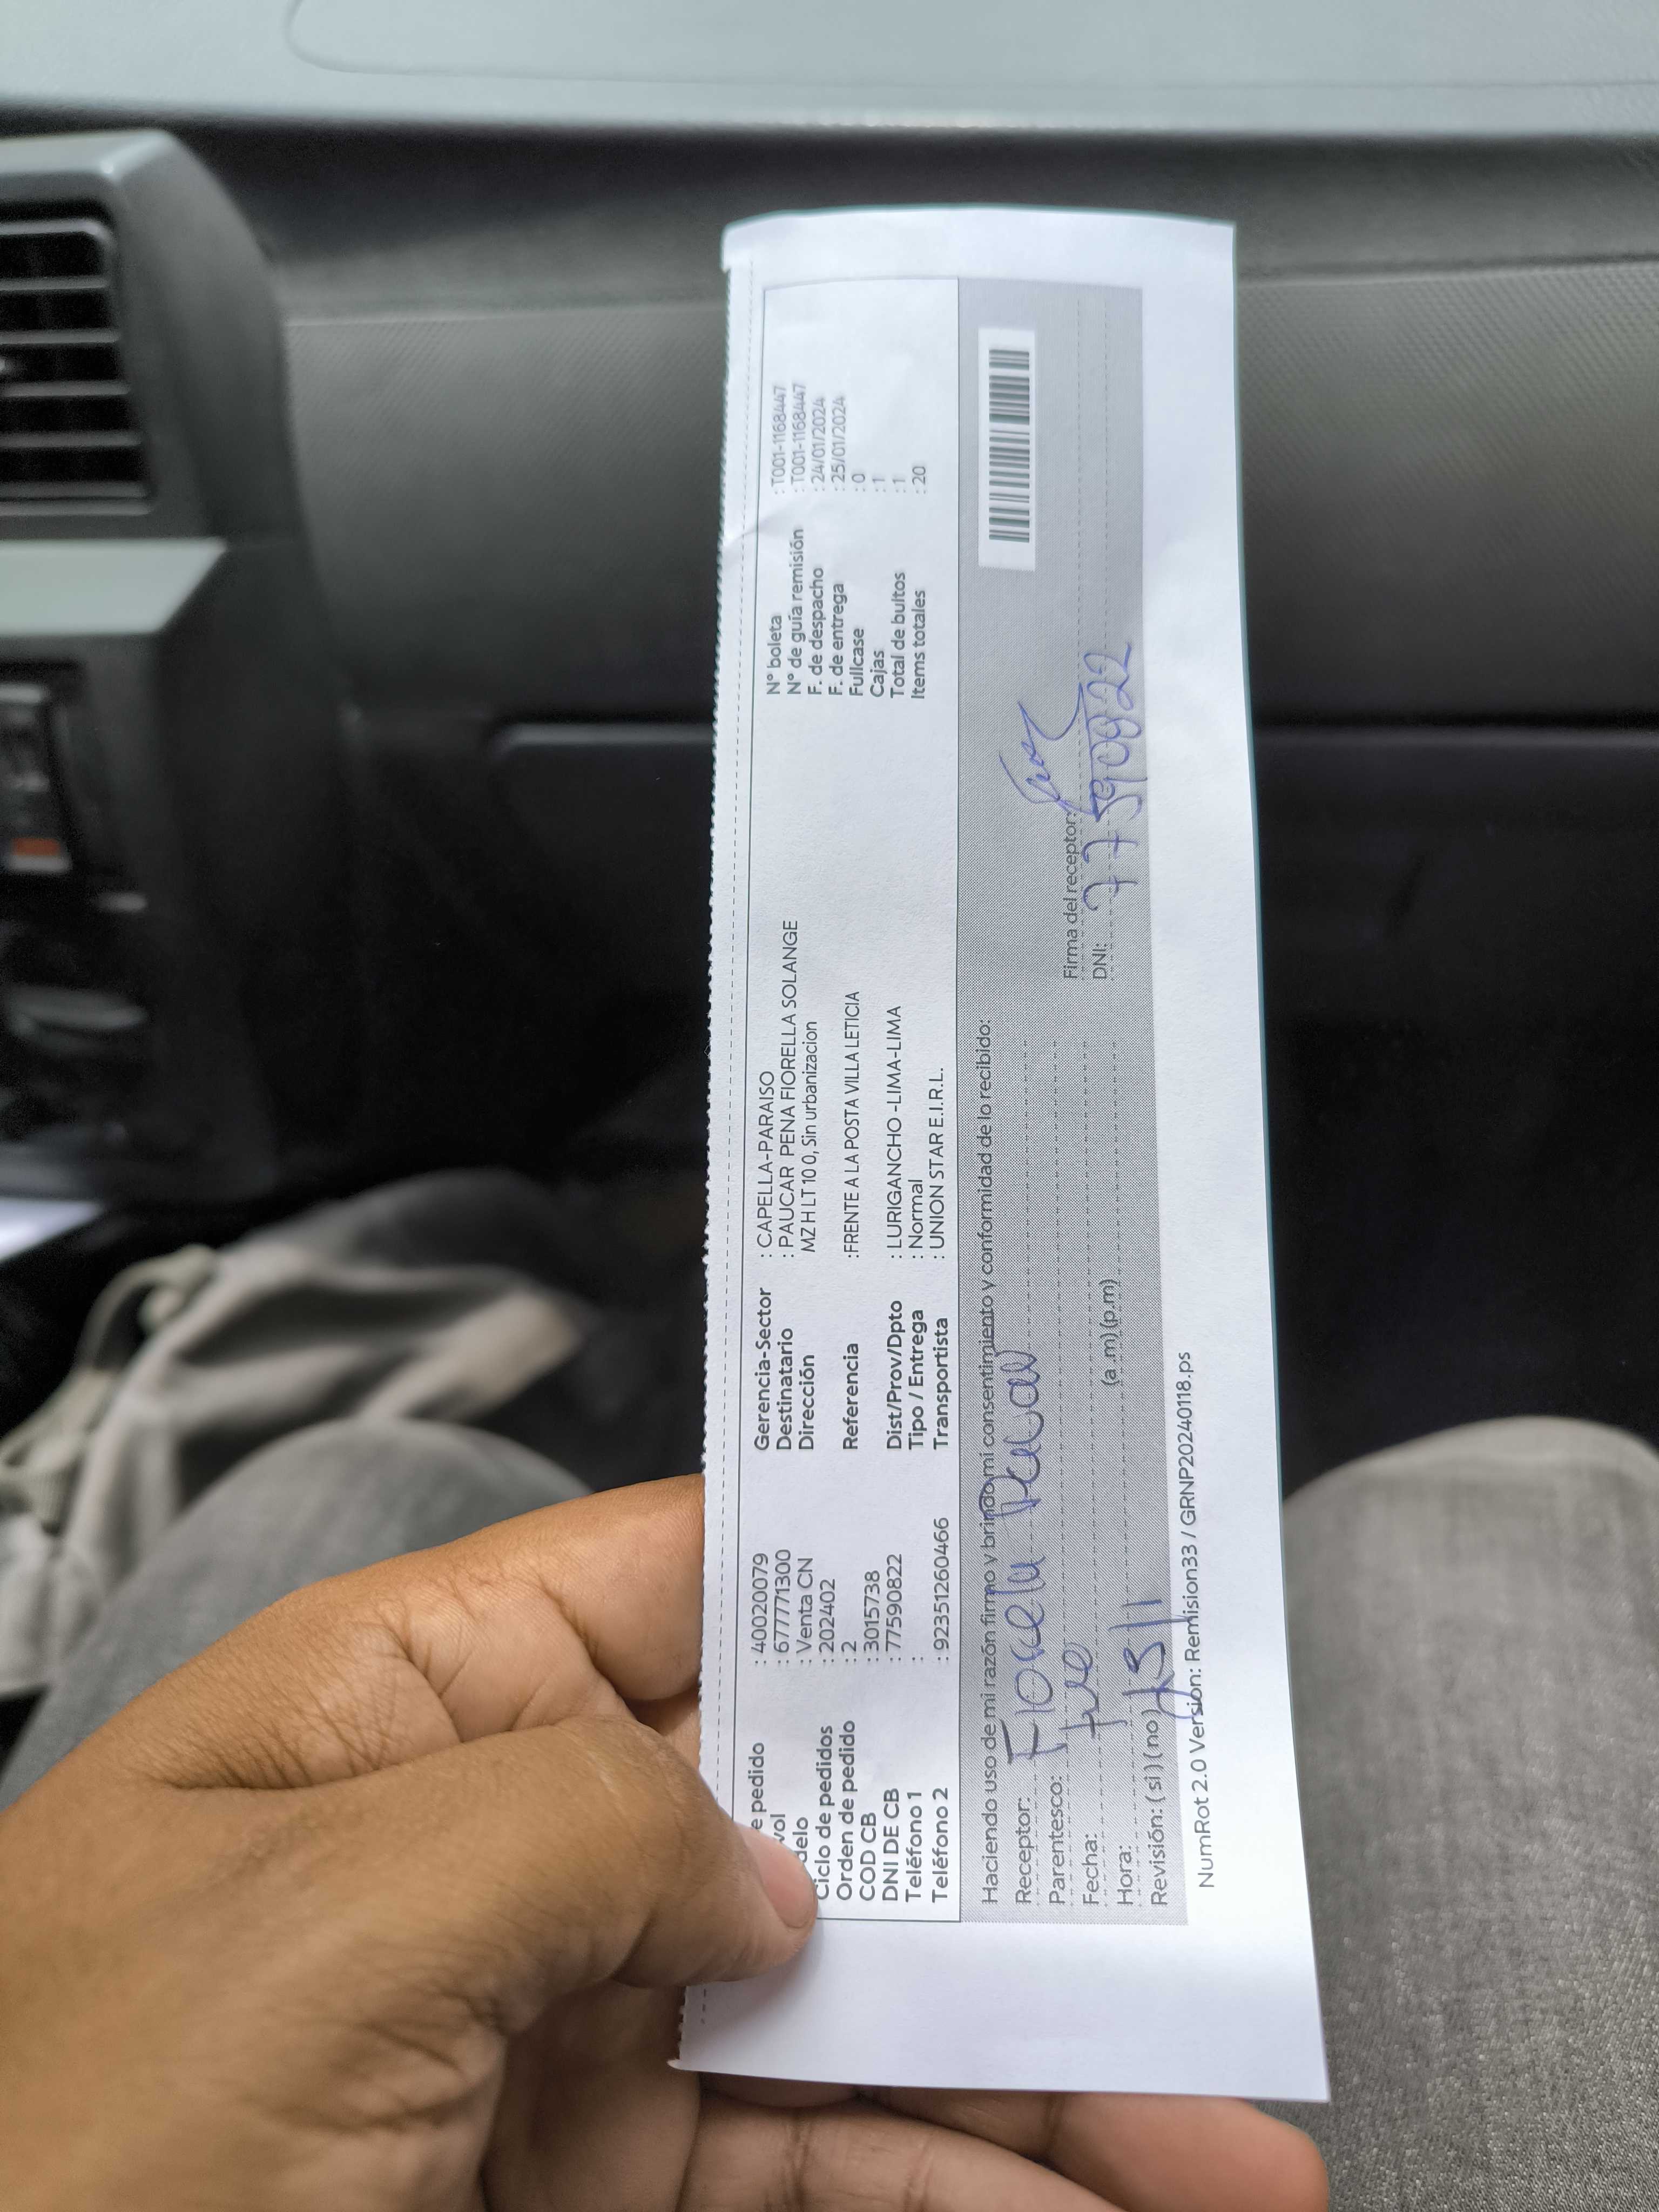 e pedido : 40020079
vol : 677771300
delo : Venta CN
Ciclo de pedidos : 202402
Orden de pedido : 2
COD CB : 3015738
DNI DE CB : 77590822
Teléfono 1 :
Teléfono 2 : 92351260466
Gerencia-Sector : CAPELLA-PARAISO
Destinatario : PAUCAR PENA FIORELLA SOLANGE
Dirección MZ H LT 10 0, Sin urbanizacion
Referencia :FRENTE A LA POSTA VILLA LETICIA
Dist/Prov/Dpto : LURIGANCHO -LIMA-LIMA
Tipo / Entrega : Normal
Transportista : UNION STAR E.I.R.L.
N° boleta : T001-1168447
N° de guía remisión : T001-1168447
F. de despacho : 24/01/2024
F. de entrega : 25/01/2024
Fullcase : 0
Cajas : 1
Total de bultos : 1
Items totales : 20
Haciendo uso de mi razón firmo y brindo mi consentimiento y conformidad de lo recibido:
Receptor: Fiorella Paucar
Parentesco:
Fecha:
Hora: (a.m) (p.m)
Revisión: ( si ) ( no )
Firma del receptor:
DNI: 77590822
NumRot 2.0 Version: Remision33 / GRNP20240118.ps